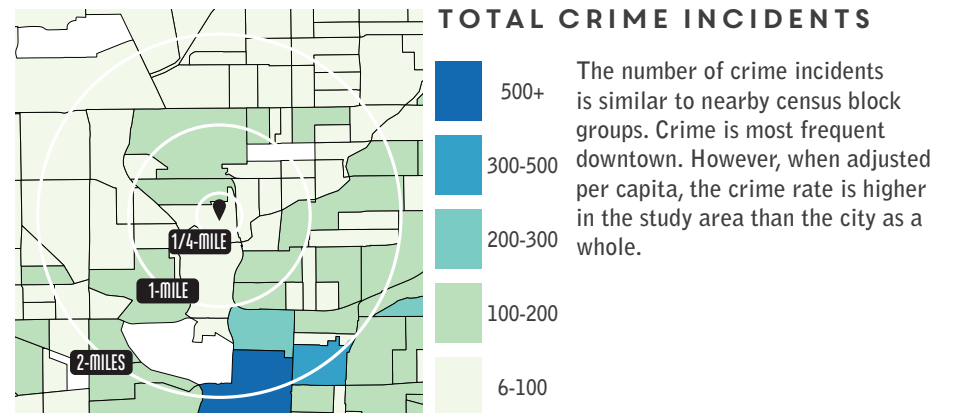 TOTAL CRIME INCIDENTS
500+
300-500
200-300
100-200
6-100
The number of crime incidents
is similar to nearby census block
groups. Crime is most frequent
downtown. However, when adjusted
per capita, the crime rate is higher
in the study area than the city as a
whole.
1/4-MILE
1-MILE
2-MILES